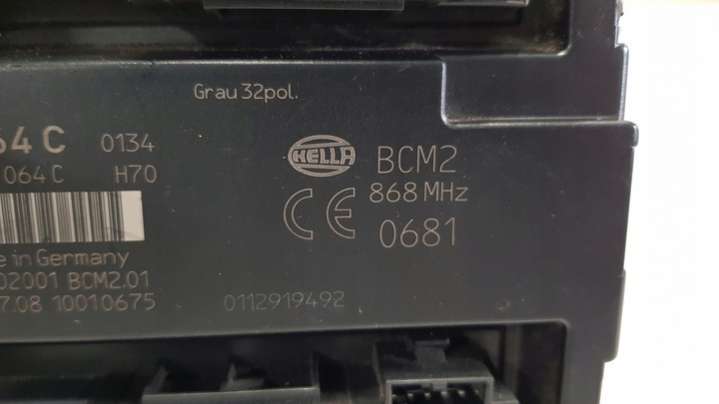 Grau 32pol.
64 C 0134
064 C H70
HELLA BCM2
CE 868 MHz
0681
in Germany
02001 BCM2.01
7.08 10010675
0112919492